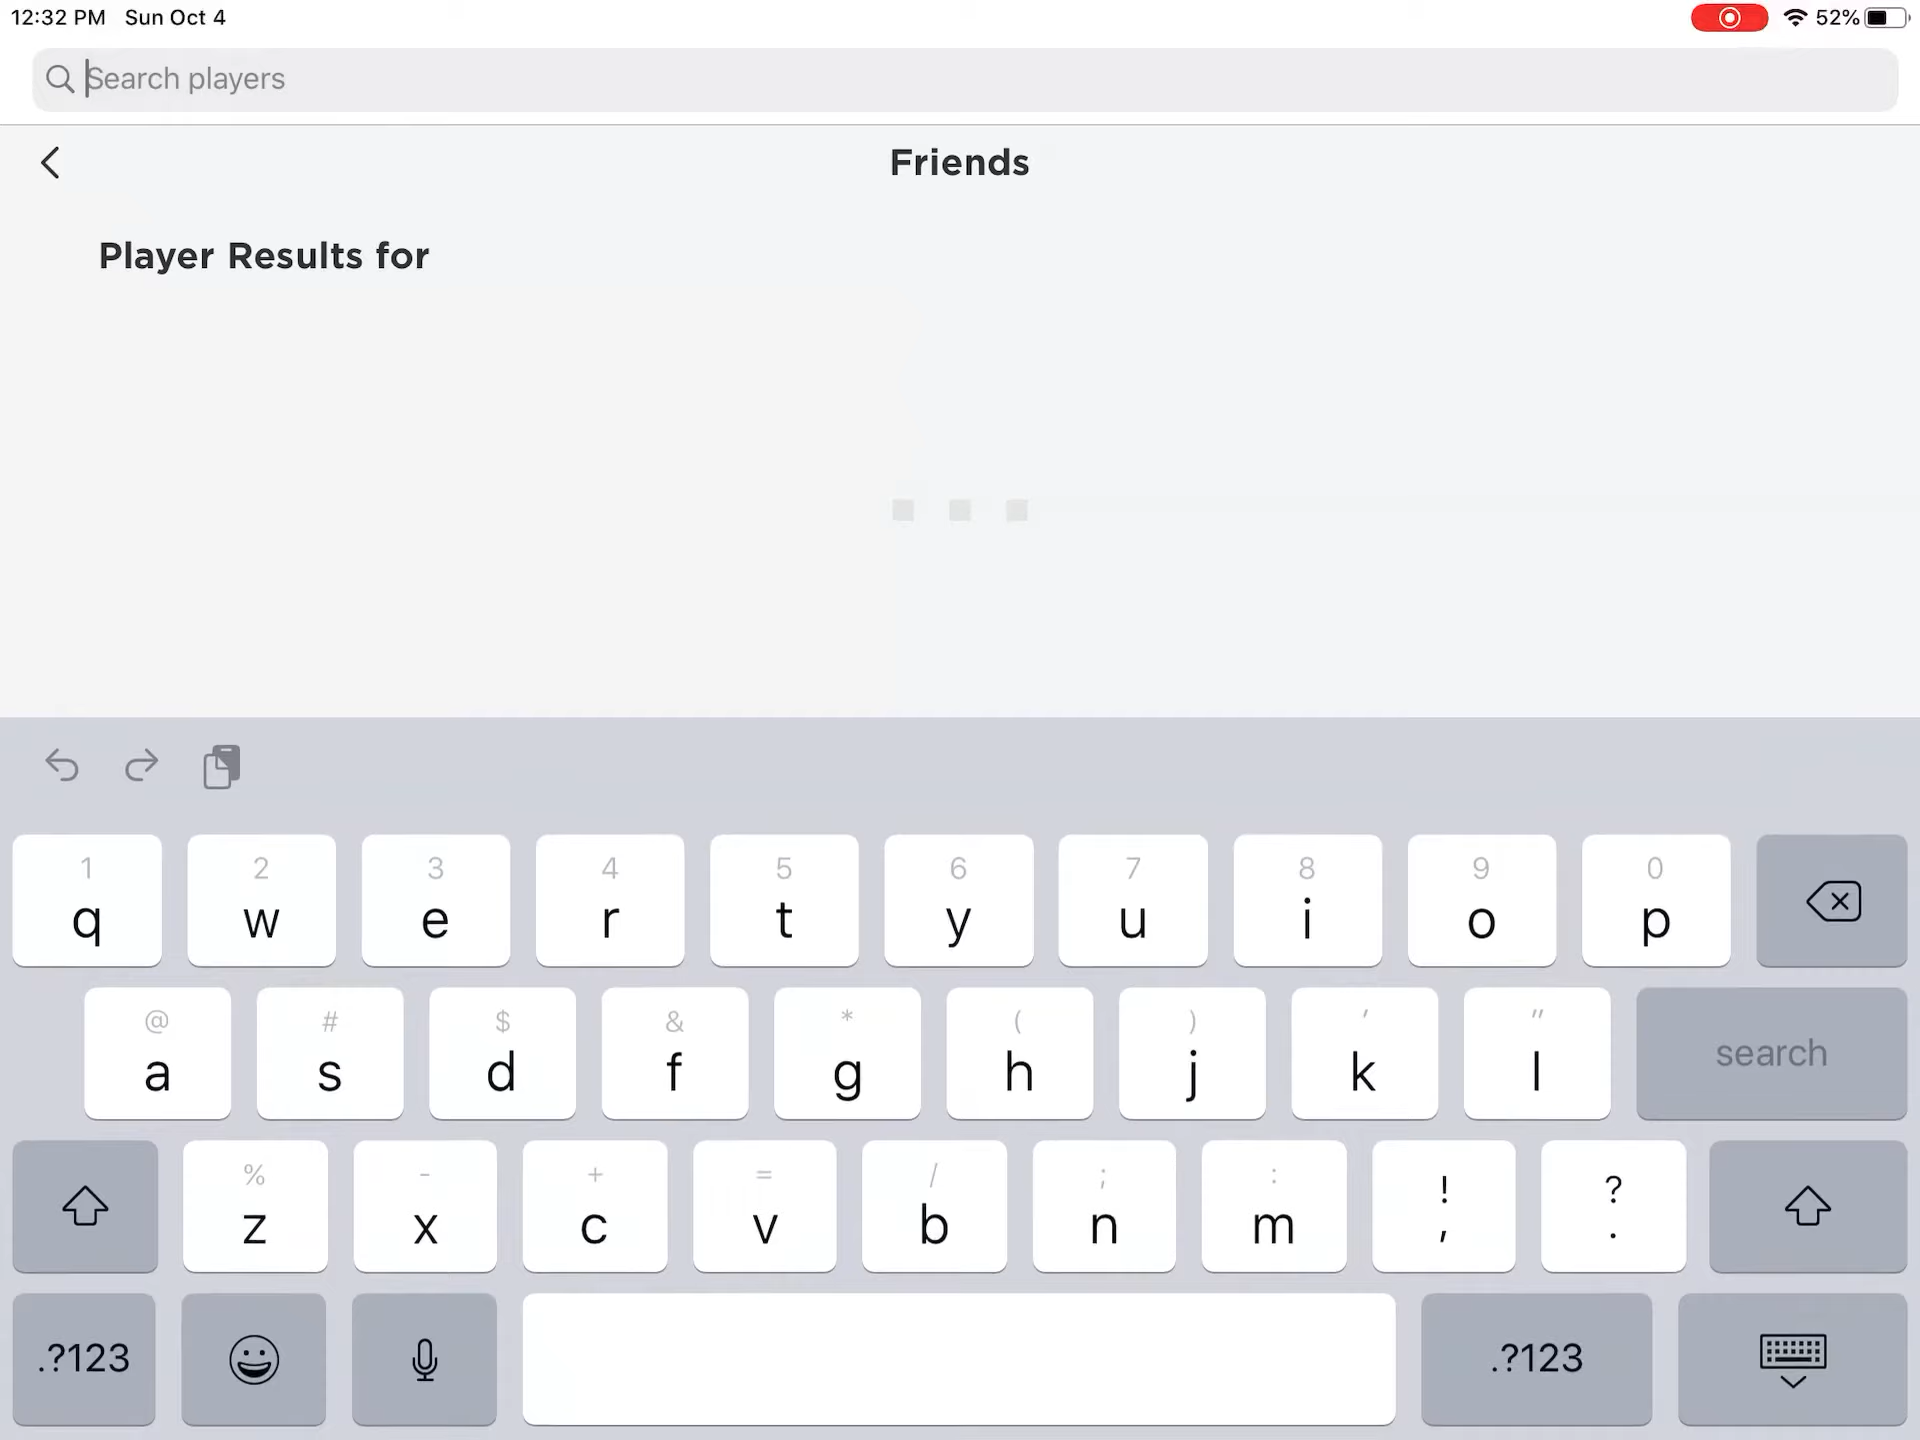 12:32 PM Sun Oct 4 52%
Search players
Friends
Player Results for
1 2 3 4 5 6 7 8 9 0
q w e r t y u i o p
@ # $ & * ( ) ' "
a s d f g h j k l search
% - + = / ; : ! ?
z x c v b n m , .
.?123 .?123